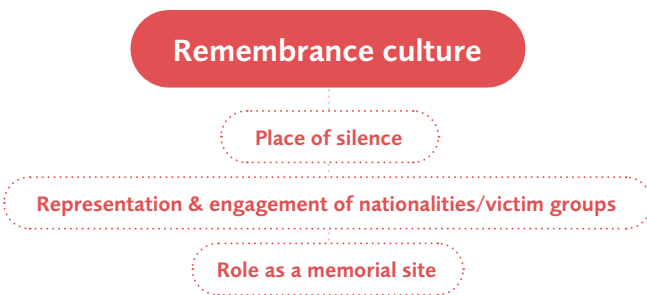 Remembrance culture
Place of silence
Representation & engagement of nationalities/victim groups
Role as a memorial site